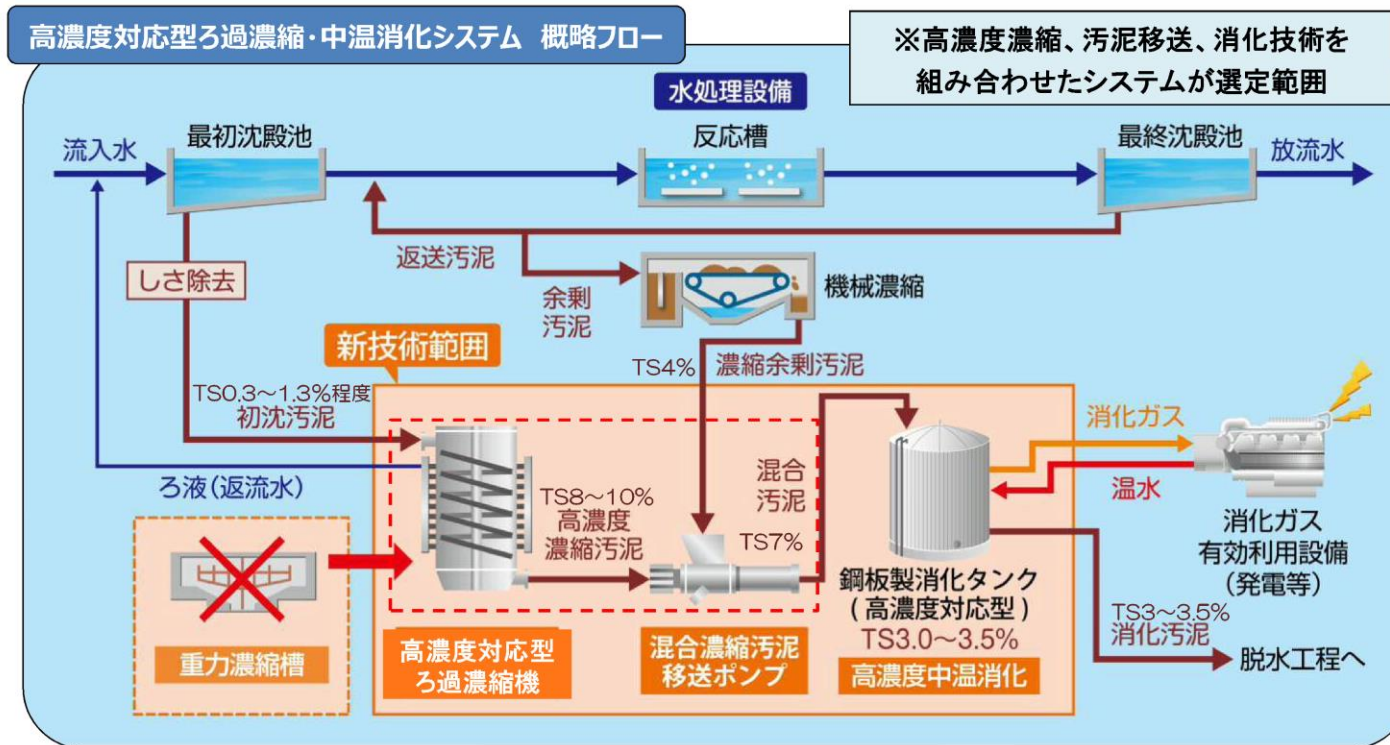 高濃度対応型ろ過濃縮・中温消化システム 概略フロー
※高濃度濃縮、汚泥移送、消化技術を
組み合わせたシステムが選定範囲
水処理設備
流入水
最初沈殿池
反応槽
最終沈殿池
放流水
しさ除去
返送汚泥
余剰
汚泥
機械濃縮
新技術範囲
TS4%
濃縮余剰汚泥
TS0.3～1.3%程度
初沈汚泥
ろ液(返流水)
TS8～10%
高濃度
濃縮汚泥
混合
汚泥
TS7%
消化ガス
温水
消化ガス
有効利用設備
(発電等)
鋼板製消化タンク
(高濃度対応型)
TS3.0～3.5%
TS3～3.5%
消化汚泥
脱水工程へ
重力濃縮槽
高濃度対応型
ろ過濃縮機
混合濃縮汚泥
移送ポンプ
高濃度中温消化